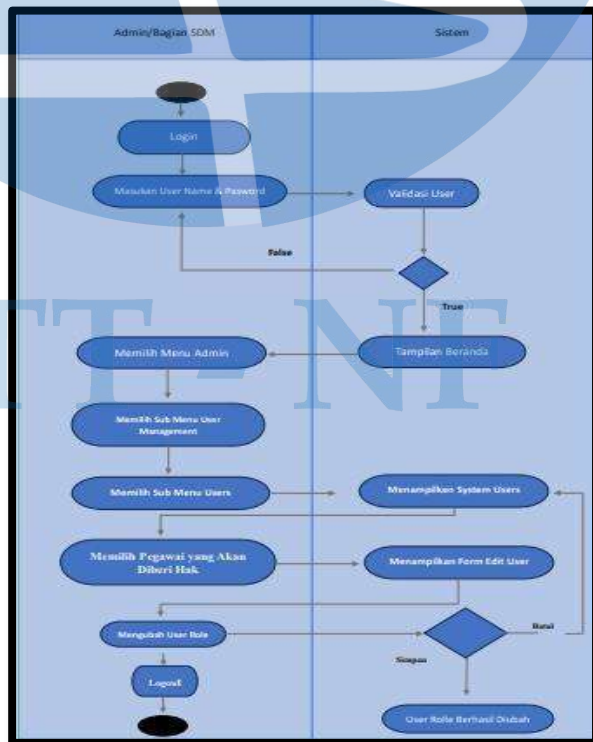 Admin/Bagian SDM
Sistem
Login
Masukan User Name & Pasword
Validasi User
False
True
Memilih Menu Admin
Tampilan Beranda
Memilih Sub Menu User
Management
Memilih Sub Menu Users
Menampilkan System Users
Memilih Pegawai yang Akan
Diberi Hak
Menampilkan Form Edit User
Mengubah User Role
Batal
Simpan
Logout
User Rolle Berhasil Diubah
TT - NF